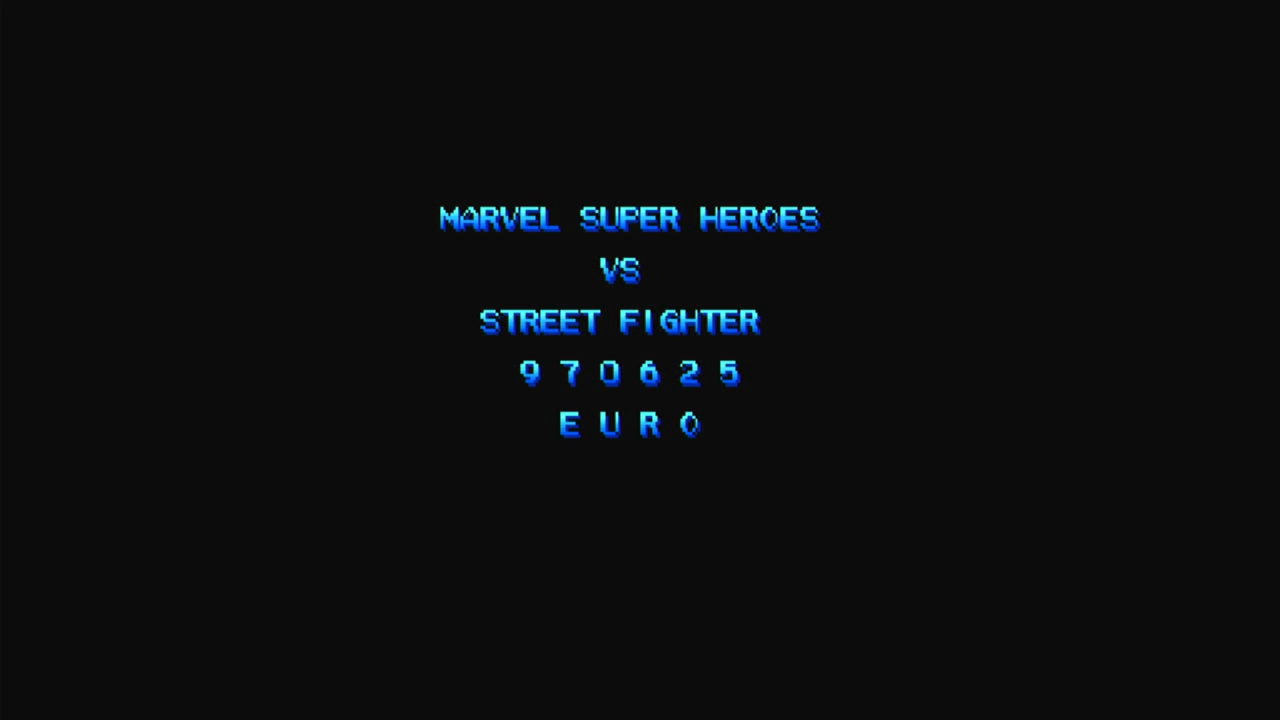 MARVEL SUPER HEROES
VS
STREET FIGHTER
9 7 0 6 2 5
E U R O